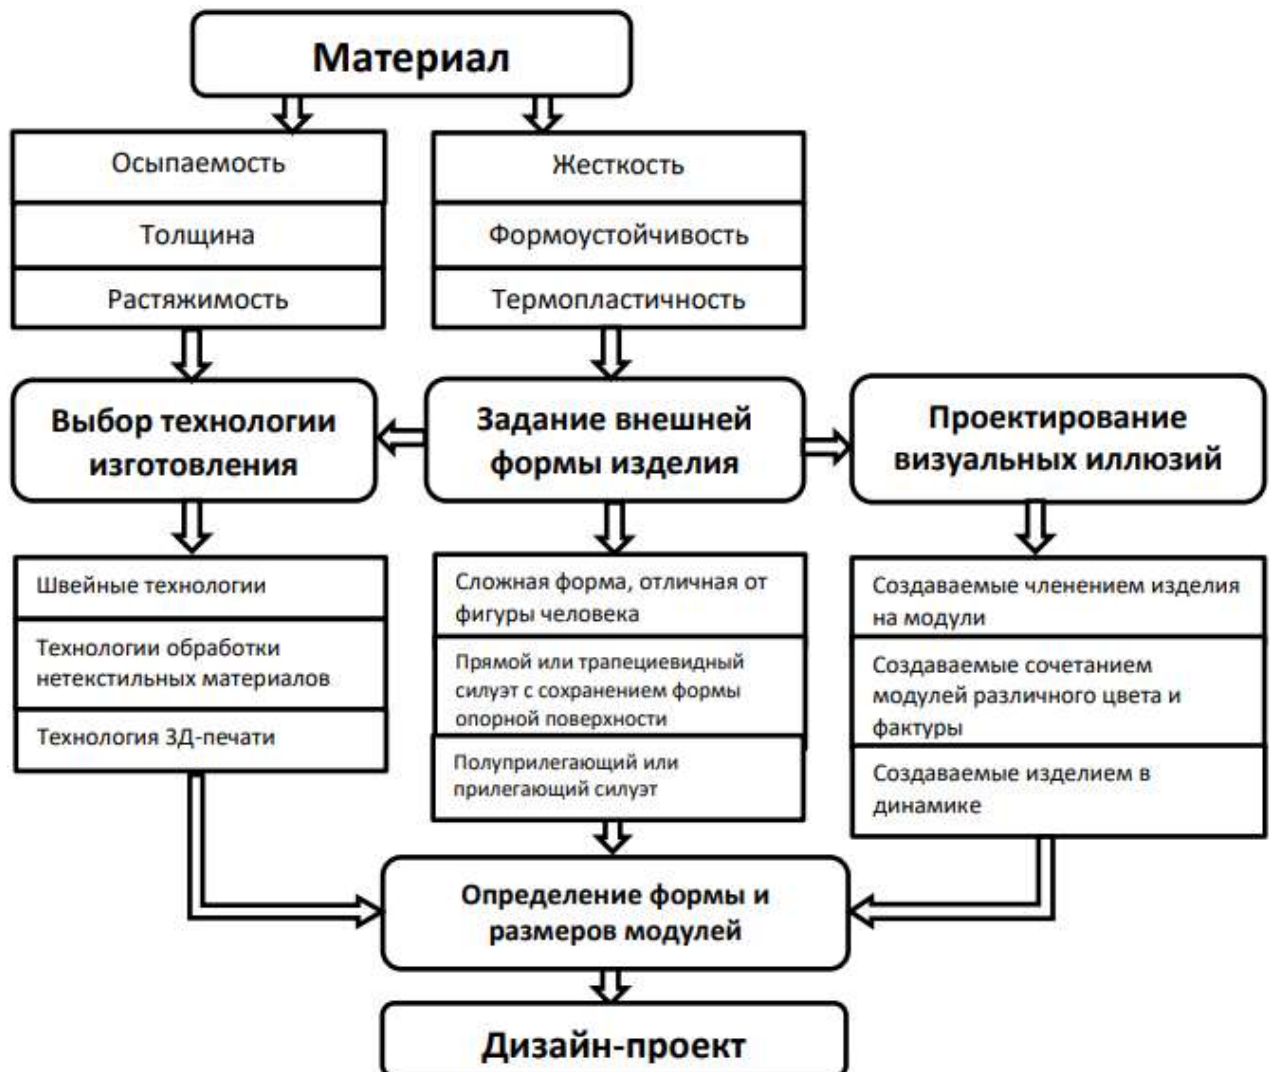 Материал
Осыпаемость
Толщина
Растяжимость
Жесткость
Формоустойчивость
Термопластичность
Выбор технологии
изготовления
Задание внешней
формы изделия
Проектирование
визуальных иллюзий
Швейные технологии
Технологии обработки
нетекстильных материалов
Технология 3Д-печати
Сложная форма, отличная от
фигуры человека
Прямой или трапециевидный
силуэт с сохранением формы
опорной поверхности
Полуприлегающий или
прилегающий силуэт
Создаваемые членением изделия
на модули
Создаваемые сочетанием
модулей различного цвета и
фактуры
Создаваемые изделием в
динамике
Определение формы и
размеров модулей
Дизайн-проект